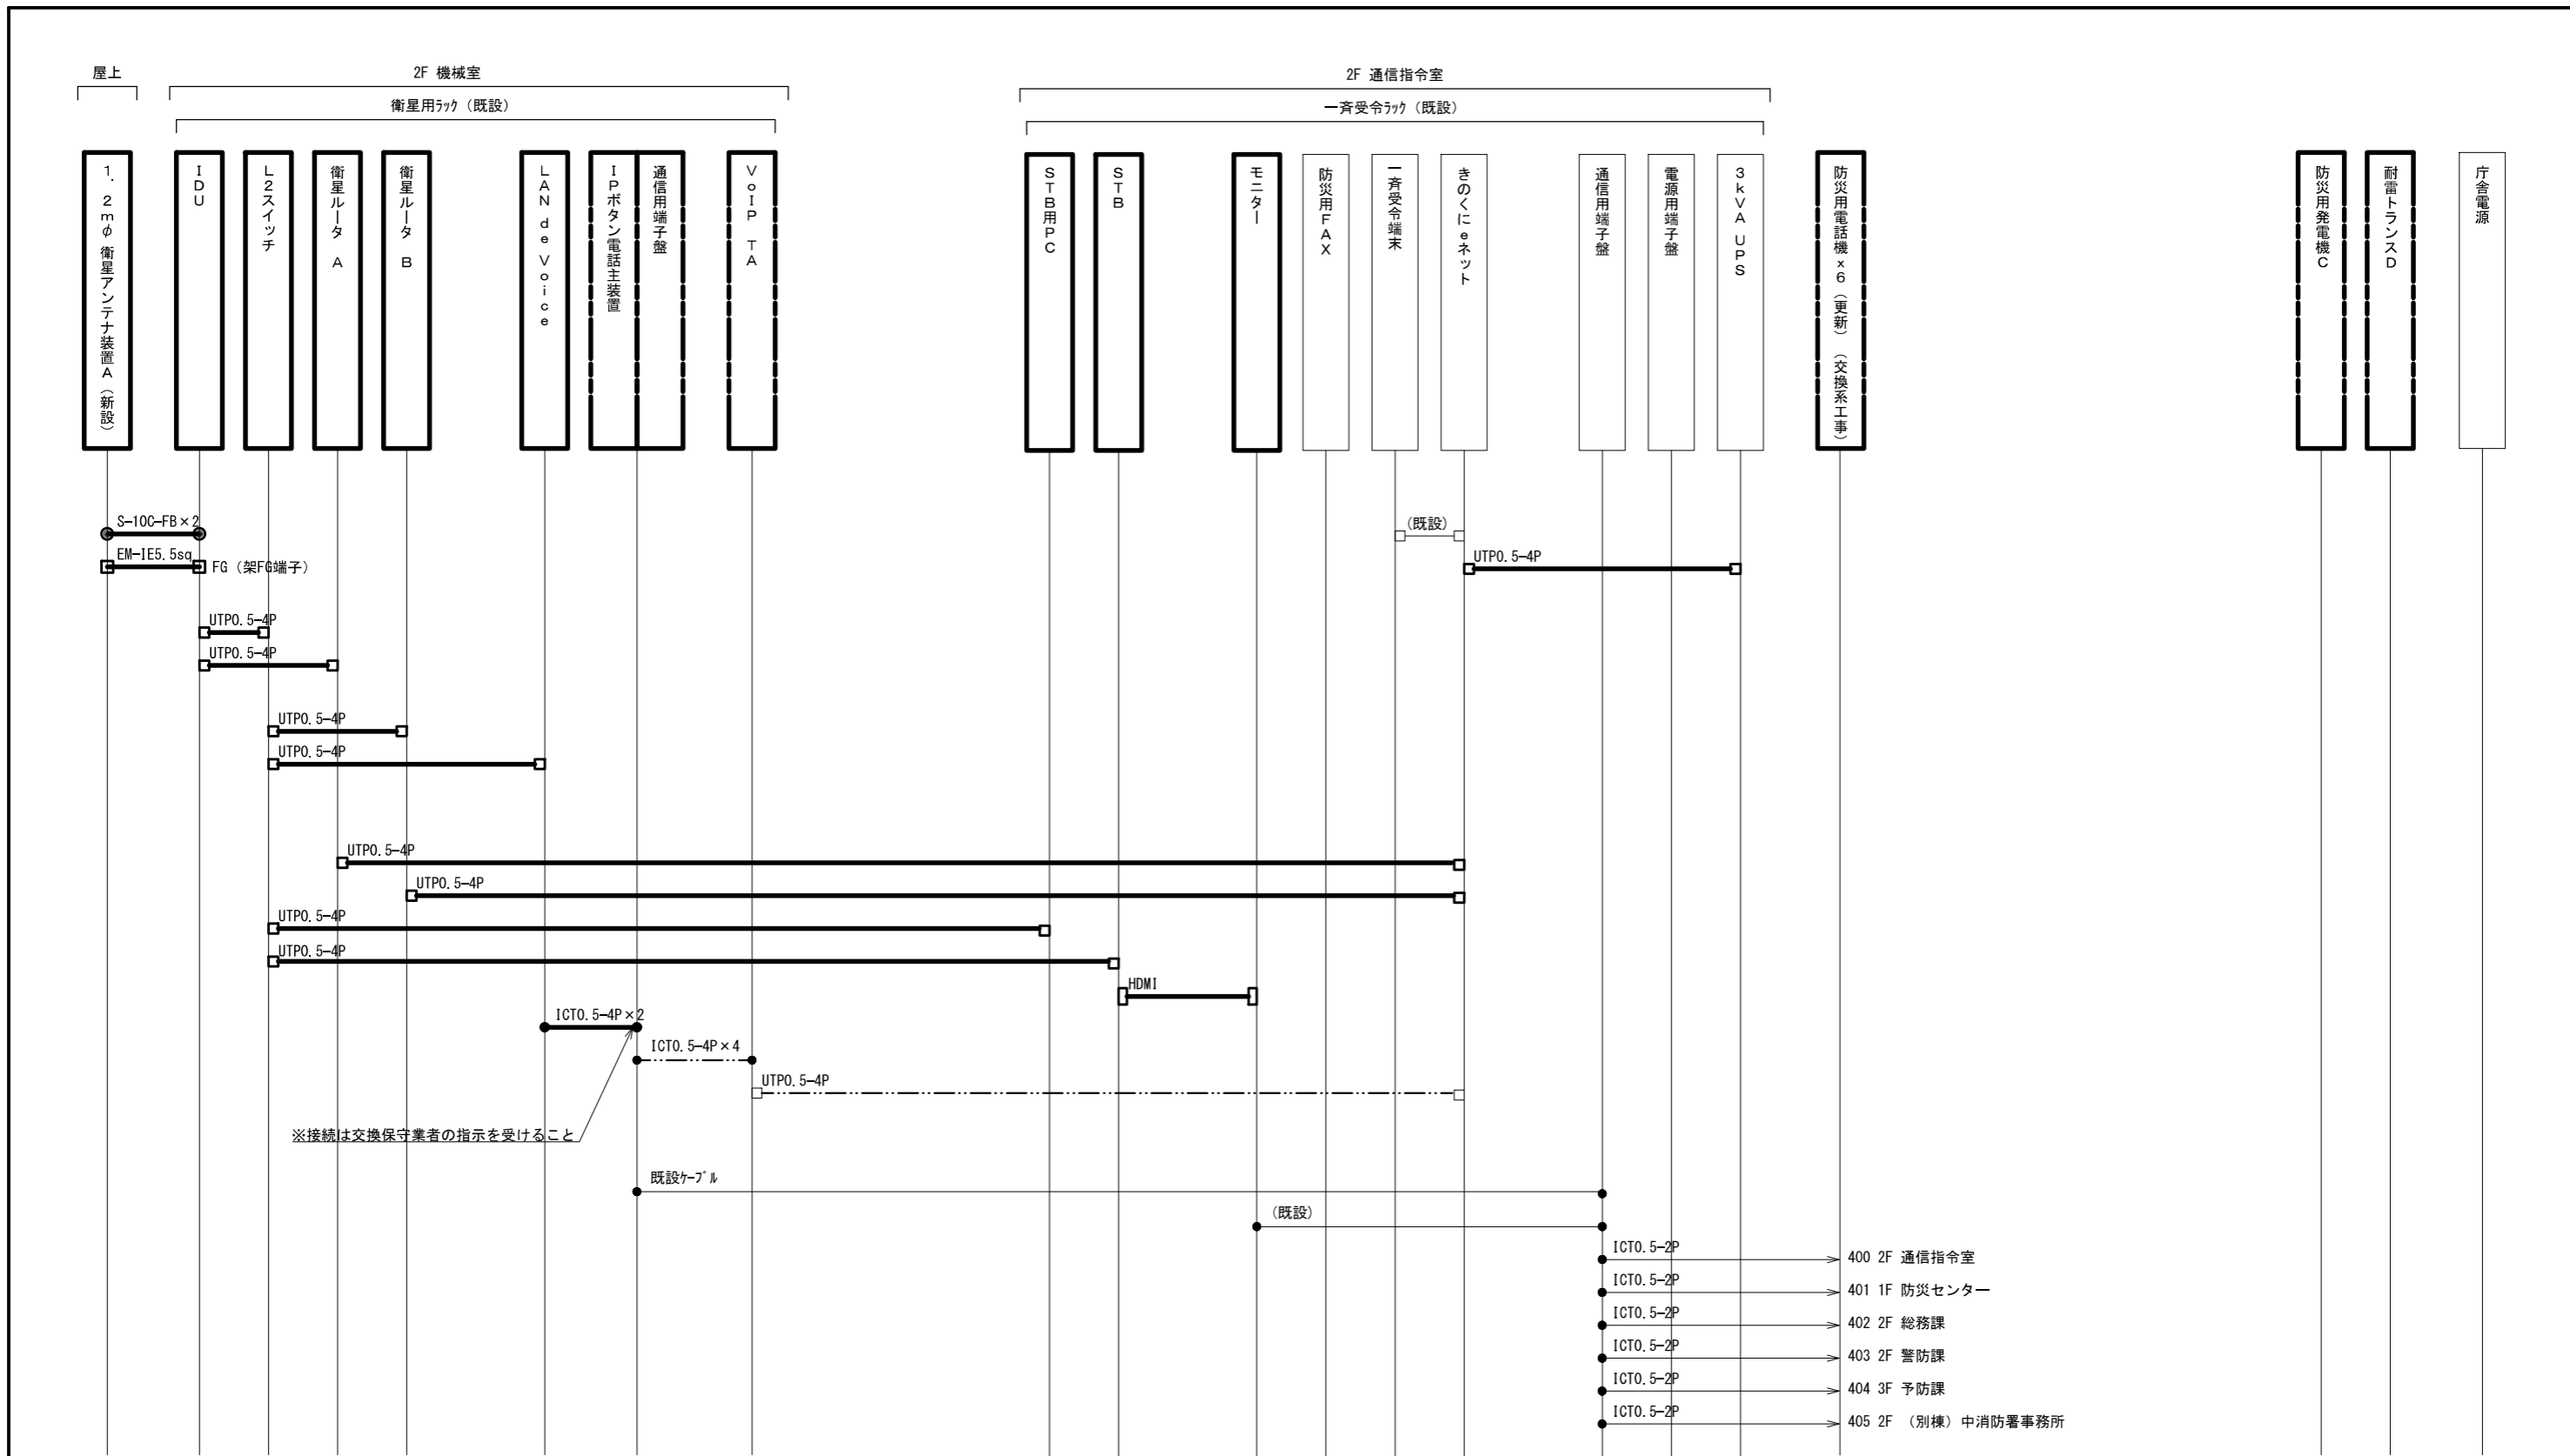 屋上
2F 機械室
2F 通信指令室
衛星用ﾗｯｸ（既設）
一斉受令ﾗｯｸ（既設）
１．２ｍφ 衛星アンテナ装置Ａ（新設）
ＩＤＵ
Ｌ２スイッチ
衛星ルータ Ａ
衛星ルータ Ｂ
ＬＡＮ ｄｅ Ｖｏｉｃｅ
ＩＰボタン電話主装置
通信用端子盤
ＶｏＩＰ ＴＡ
ＳＴＢ用ＰＣ
ＳＴＢ
モニター
防災用ＦＡＸ
一斉受令端末
きのくにｅネット
通信用端子盤
電源用端子盤
３ｋＶＡ ＵＰＳ
防災用電話機ｘ６（更新）（交換系工事）
防災用発電機Ｃ
耐雷トランスＤ
庁舎電源
S-10C-FB×2
(既設)
EM-IE5.5sq
FG（架FG端子）
UTP0.5-4P
UTP0.5-4P
UTP0.5-4P
UTP0.5-4P
UTP0.5-4P
UTP0.5-4P
UTP0.5-4P
UTP0.5-4P
UTP0.5-4P
HDMI
ICT0.5-4P×2
ICT0.5-4P×4
UTP0.5-4P
※接続は交換保守業者の指示を受けること
既設ｹｰﾌﾞﾙ
(既設)
ICT0.5-2P
400 2F 通信指令室
ICT0.5-2P
401 1F 防災センター
ICT0.5-2P
402 2F 総務課
ICT0.5-2P
403 2F 警防課
ICT0.5-2P
404 3F 予防課
ICT0.5-2P
405 2F （別棟）中消防署事務所